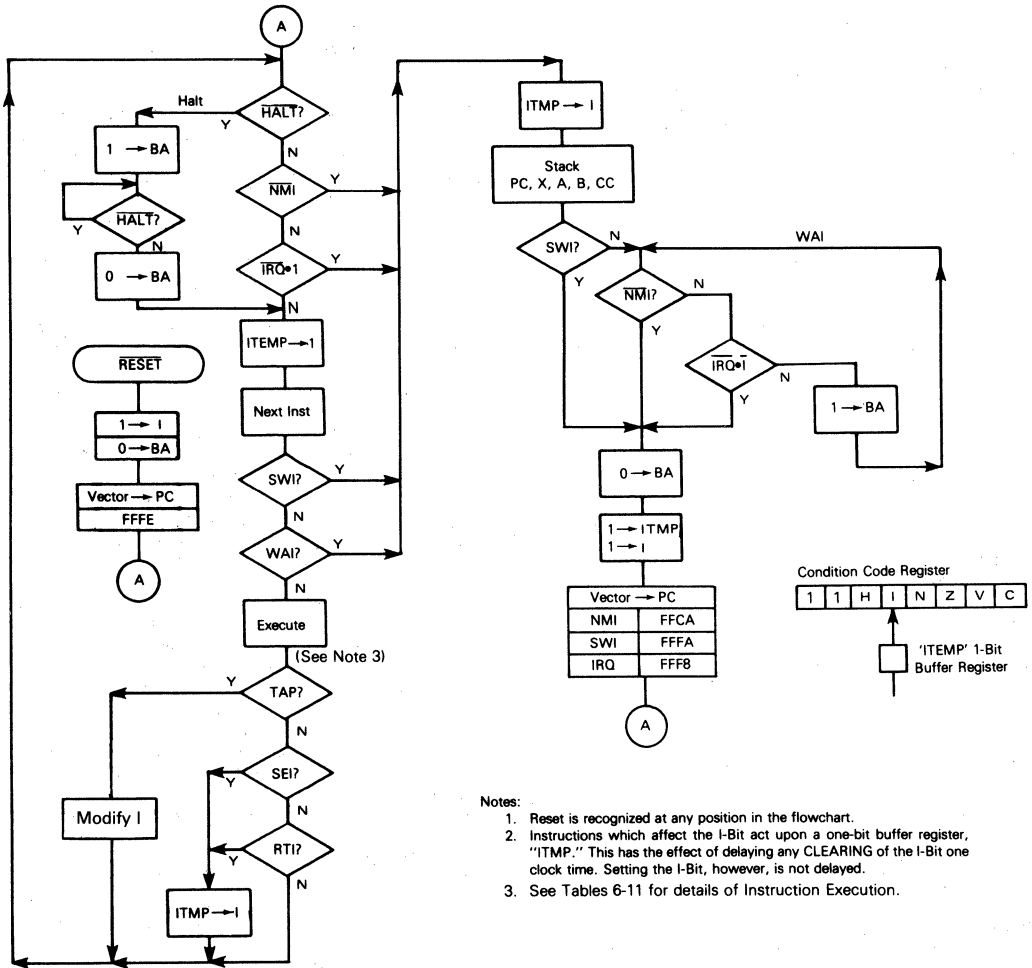 A
HALT?
Halt
Y
N
1 → BA
NMI
Y
N
HALT?
Y
N
0 → BA
IRQ•1
Y
N
ITEMP→1
RESET
1 → I
0 → BA
Vector → PC
FFFE
A
Next Inst
SWI?
Y
N
WAI?
Y
N
Execute
(See Note 3)
TAP?
Y
N
SEI?
Y
N
Modify I
RTI?
Y
N
ITMP → I
ITMP → I
Stack
PC, X, A, B, CC
SWI?
N
Y
WAI
NMI?
N
Y
IRQ•I
N
Y
1 → BA
0 → BA
1 → ITMP
1 → I
Vector → PC
NMI FFCA
SWI FFFA
IRQ FFF8
A
Condition Code Register
1 1 H I N Z V C
'ITEMP' 1-Bit
Buffer Register
Notes:
1. Reset is recognized at any position in the flowchart.
2. Instructions which affect the I-Bit act upon a one-bit buffer register,
"ITMP." This has the effect of delaying any CLEARING of the I-Bit one
clock time. Setting the I-Bit, however, is not delayed.
3. See Tables 6-11 for details of Instruction Execution.